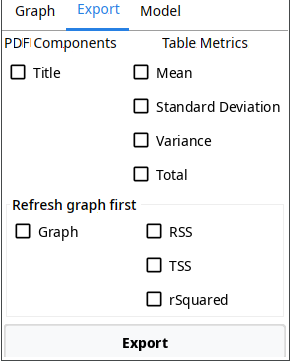 Graph Export Model
PDF Components Table Metrics
Title Mean
Standard Deviation
Variance
Total
Refresh graph first
Graph RSS
TSS
rSquared
Export